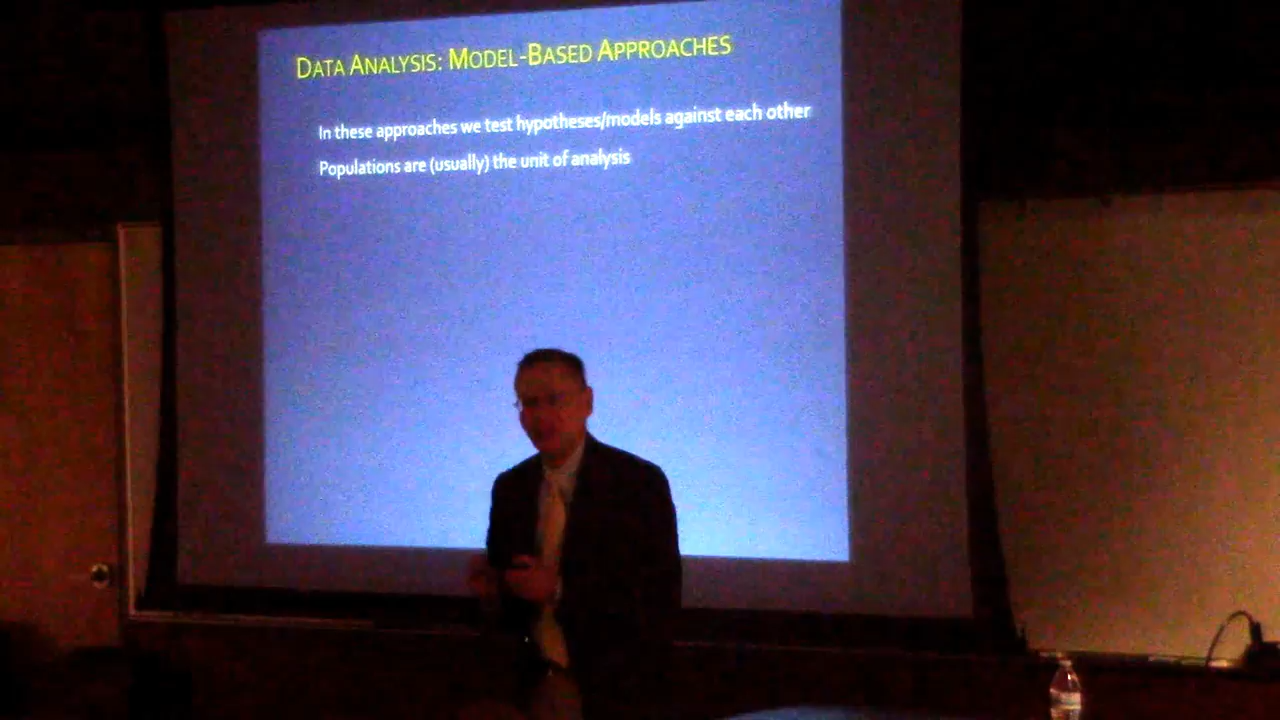 DATA ANALYSIS: MODEL-BASED APPROACHES
In these approaches we test hypotheses/models against each other
Populations are (usually) the unit of analysis